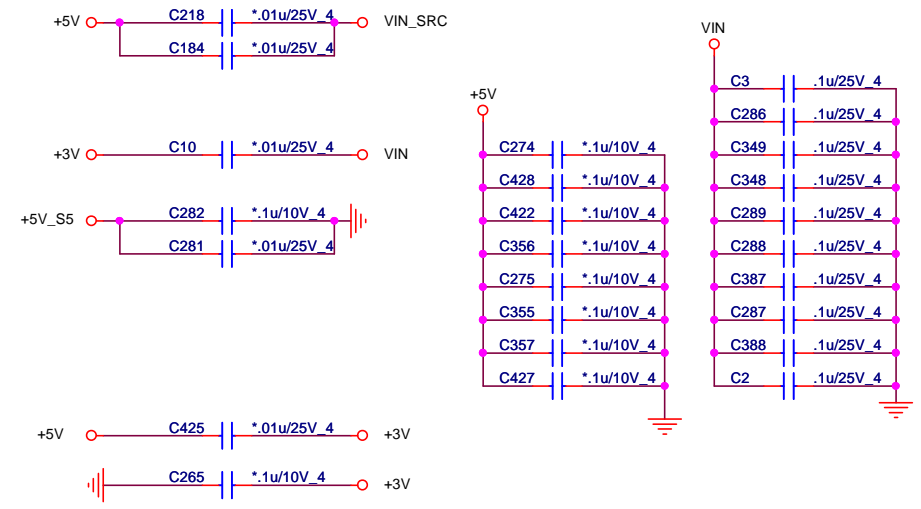 +5V C218 *.01u/25V_4 VIN_SRC
C184 *.01u/25V_4
+3V C10 *.01u/25V_4 VIN
+5V_S5 C282 *.1u/10V_4
C281 *.01u/25V_4
+5V C425 *.01u/25V_4 +3V
C265 *.1u/10V_4 +3V
+5V
C274 *.1u/10V_4
C428 *.1u/10V_4
C422 *.1u/10V_4
C356 *.1u/10V_4
C275 *.1u/10V_4
C355 *.1u/10V_4
C357 *.1u/10V_4
C427 *.1u/10V_4
VIN
C3 .1u/25V_4
C286 .1u/25V_4
C349 .1u/25V_4
C348 .1u/25V_4
C289 .1u/25V_4
C288 .1u/25V_4
C387 .1u/25V_4
C287 .1u/25V_4
C388 .1u/25V_4
C2 .1u/25V_4